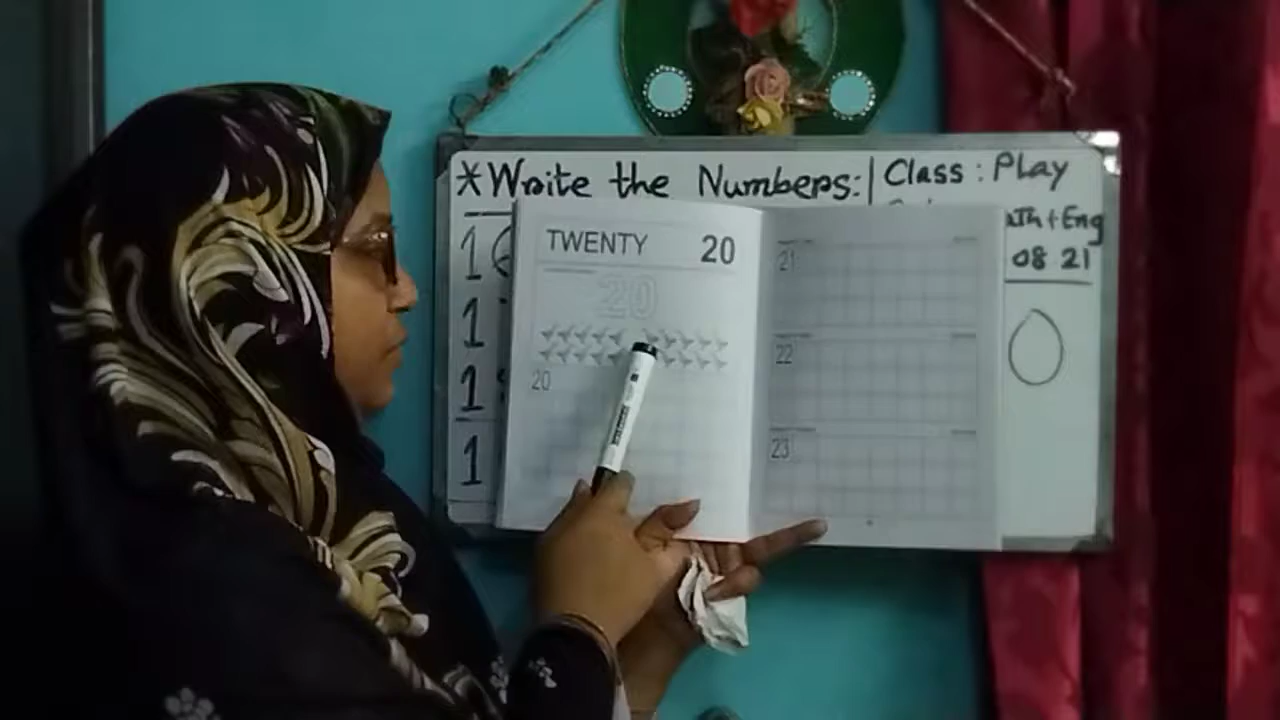 *Write the Numbers:
Class: Play
ath+Eng
08 21
1
1
1
1
TWENTY 20
20
20
21
22
23